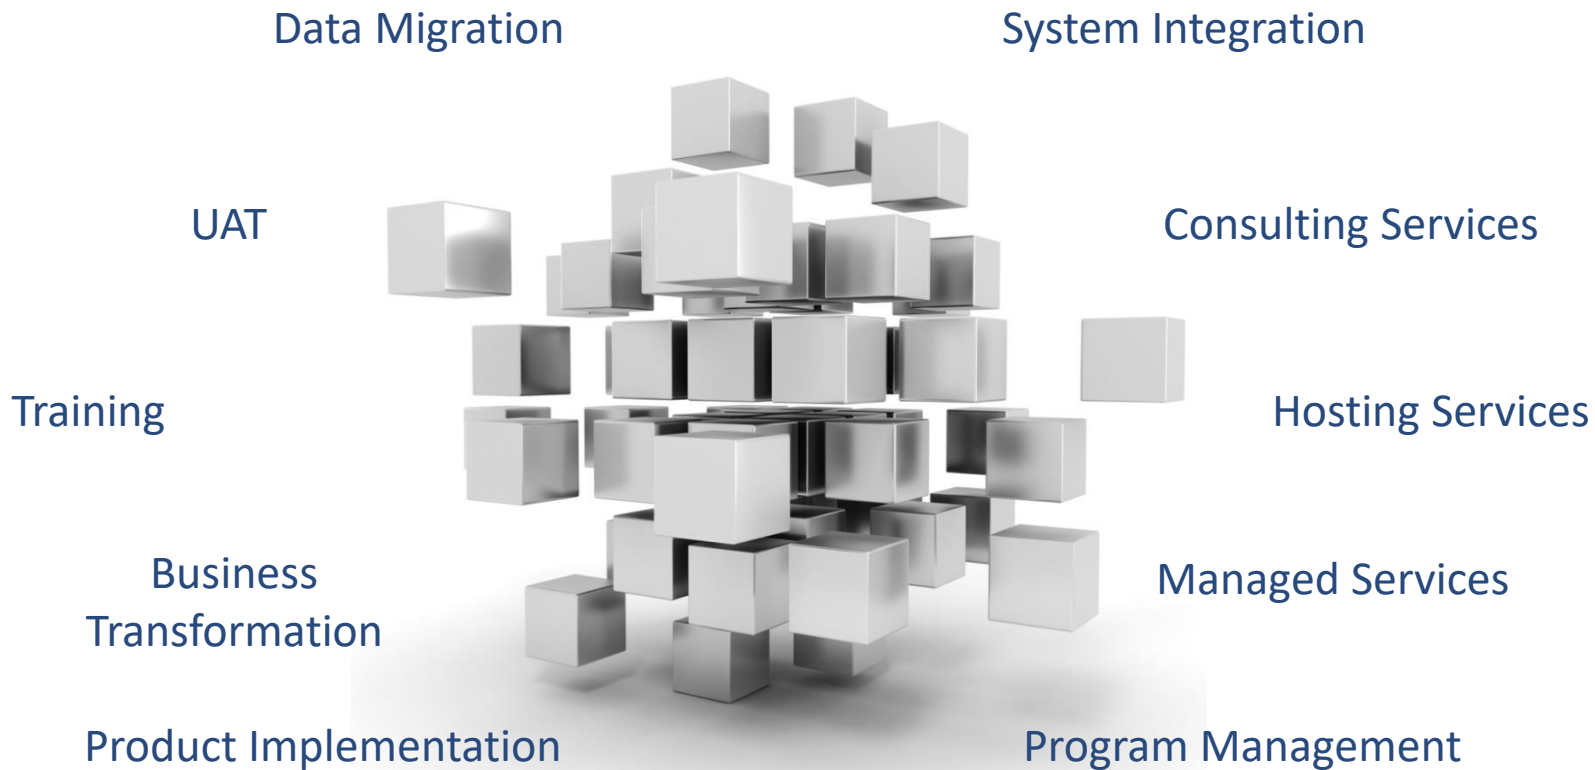 Data Migration
System Integration
UAT
Consulting Services
Training
Hosting Services
Business
Transformation
Managed Services
Product Implementation
Program Management